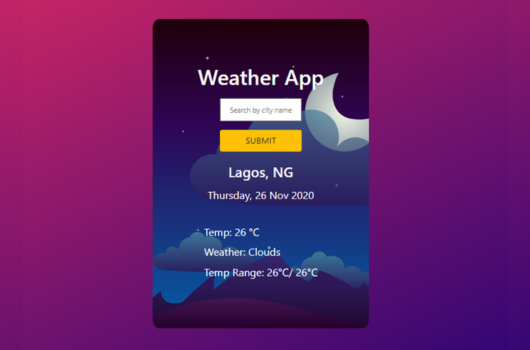 Weather App
Search by city name
SUBMIT
Lagos, NG
Thursday, 26 Nov 2020
Temp: 26 °C
Weather: Clouds
Temp Range: 26°C/ 26°C